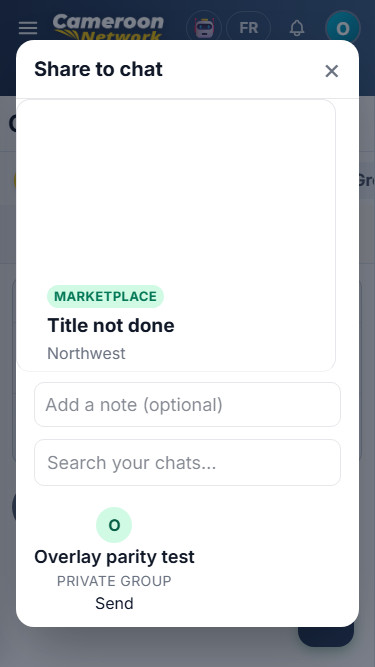 Cameroon
Network
FR
O
Share to chat
MARKETPLACE
Title not done
Northwest
Add a note (optional)
Search your chats...
O
Overlay parity test
PRIVATE GROUP
Send